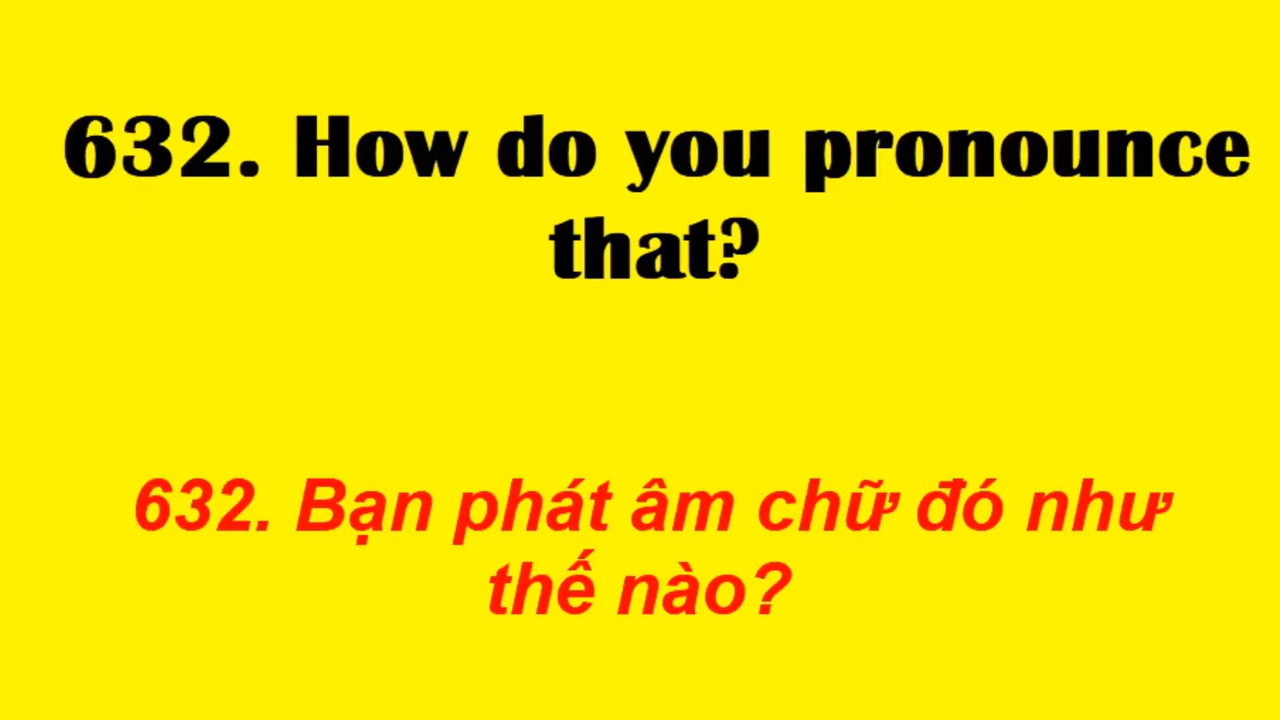 632. How do you pronounce
that?
632. Bạn phát âm chữ đó như
thế nào?